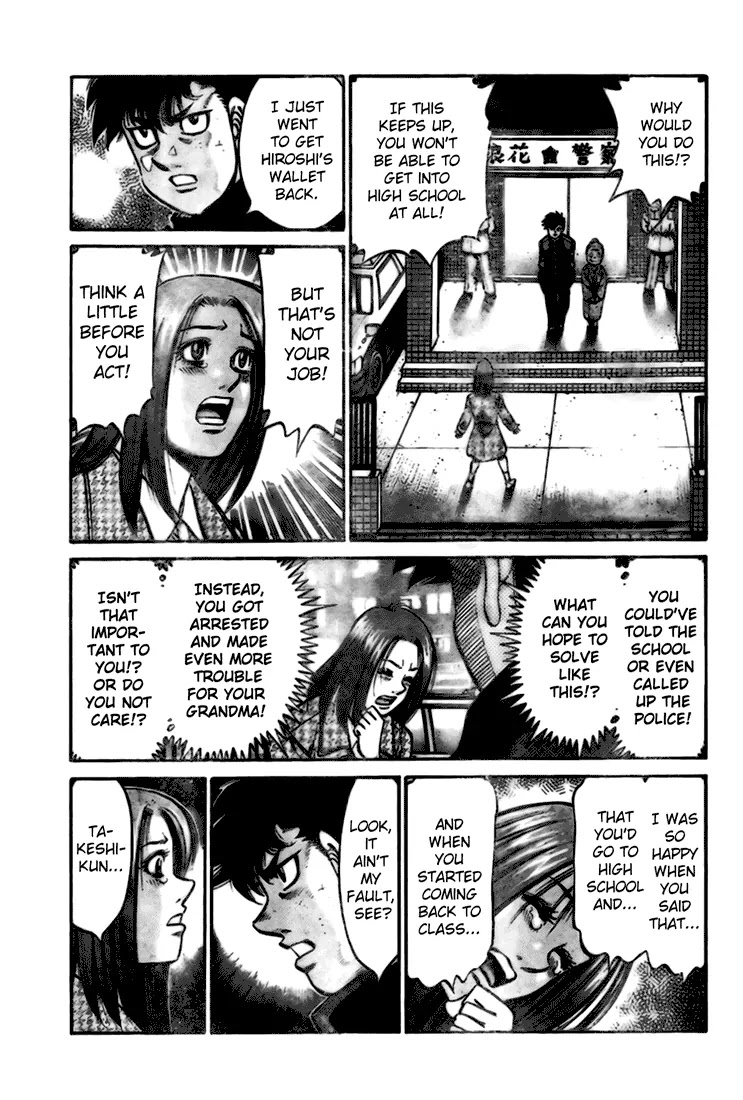 WHY
WOULD
YOU DO
THIS!?
IF THIS
KEEPS UP,
YOU WON'T
BE ABLE TO
GET INTO
HIGH SCHOOL
AT ALL!
浪花會警察
I JUST
WENT
TO GET
HIROSHI'S
WALLET
BACK.
BUT
THAT'S
NOT
YOUR
JOB!
THINK A
LITTLE
BEFORE
YOU
ACT!
YOU
COULD'VE
TOLD THE
SCHOOL
OR EVEN
CALLED
UP THE
POLICE!
WHAT
CAN YOU
HOPE TO
SOLVE
LIKE
THIS!?
INSTEAD,
YOU GOT
ARRESTED
AND MADE
EVEN MORE
TROUBLE
FOR YOUR
GRANDMA!
ISN'T
THAT
IMPOR-
TANT TO
YOU!?
OR DO
YOU NOT
CARE!?
I WAS
SO
HAPPY
WHEN
YOU
SAID
THAT...
THAT
YOU'D
GO TO
HIGH
SCHOOL
AND...
AND
WHEN
YOU
STARTED
COMING
BACK TO
CLASS...
LOOK,
IT
AIN'T
MY
FAULT,
SEE?
TA-
KESHI-
KUN...